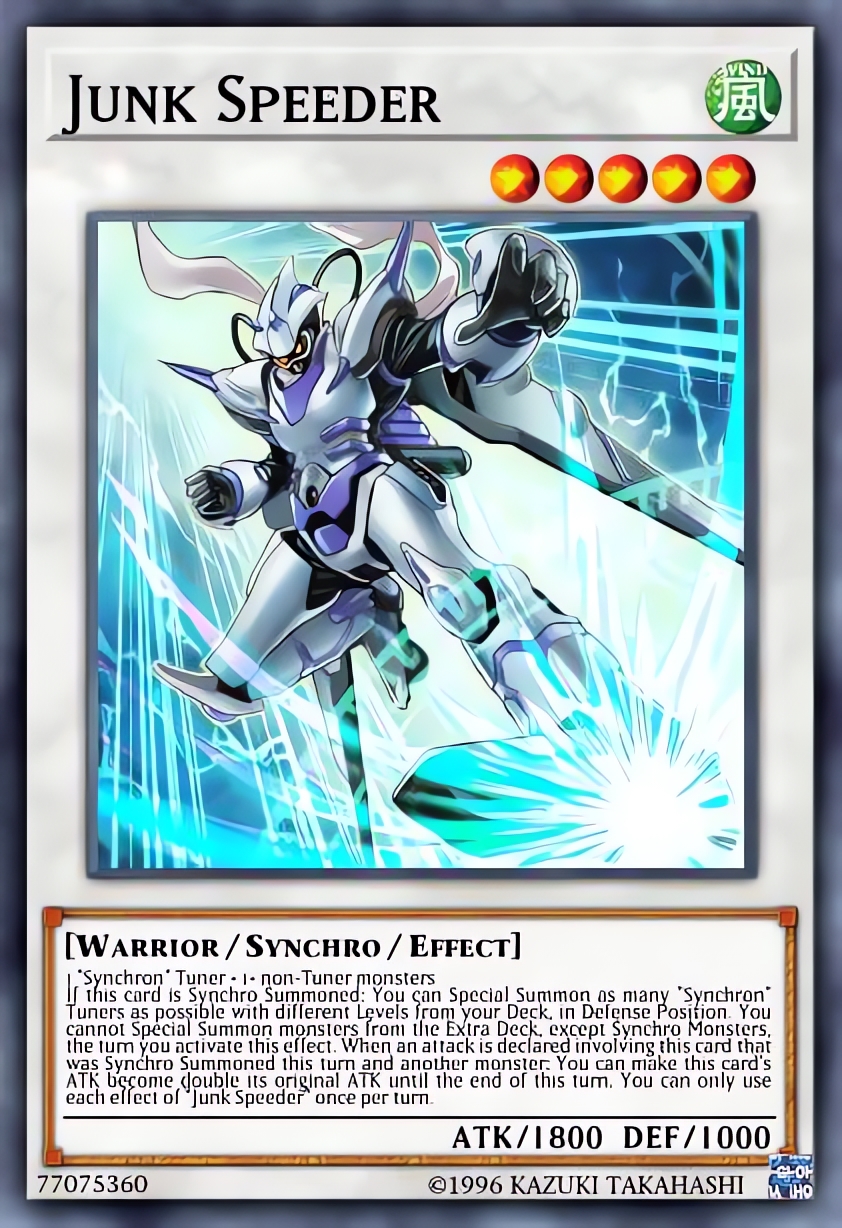 JUNK SPEEDER
嵐
[WARRIOR / SYNCHRO / EFFECT]
1 "Synchron" Tuner + 1+ non-Tuner monsters
If this card is Synchro Summoned: You can Special Summon as many "Synchron"
Tuners as possible with different Levels from your Deck, in Defense Position. You
cannot Special Summon monsters from the Extra Deck, except Synchro Monsters,
the turn you activate this effect. When an attack is declared involving this card that
was Synchro Summoned this turn and another monster: You can make this card's
ATK become double its original ATK until the end of this turn. You can only use
each effect of "Junk Speeder" once per turn.
ATK/1800 DEF/1000
77075360
©1996 KAZUKI TAKAHASHI